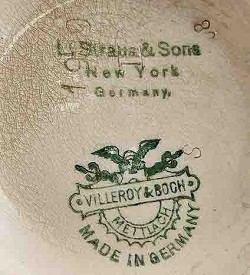 L. Straus & Sons
New York
Germany.
VILLEROY & BOCH
METTLACH
MADE IN GERMANY